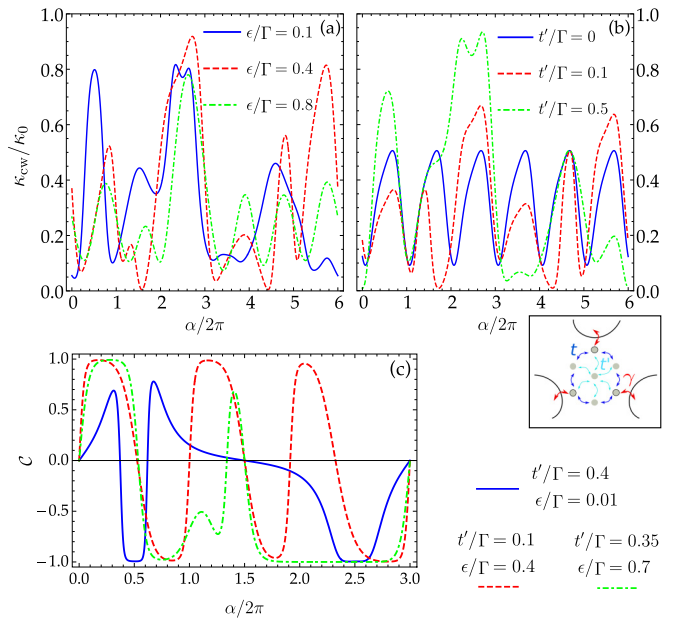 (a)
ϵ/Γ = 0.1
ϵ/Γ = 0.4
ϵ/Γ = 0.8
κcw/κ0
1.0
0.8
0.6
0.4
0.2
0.0
0 1 2 3 4 5 6
α/2π
(b)
t′/Γ = 0
t′/Γ = 0.1
t′/Γ = 0.5
1.0
0.8
0.6
0.4
0.2
0.0
0 1 2 3 4 5 6
α/2π
t
t′
γ
(c)
C
1.0
0.5
0.0
−0.5
−1.0
0.0 0.5 1.0 1.5 2.0 2.5 3.0
α/2π
t′/Γ = 0.4
ϵ/Γ = 0.01
t′/Γ = 0.1 t′/Γ = 0.35
ϵ/Γ = 0.4 ϵ/Γ = 0.7